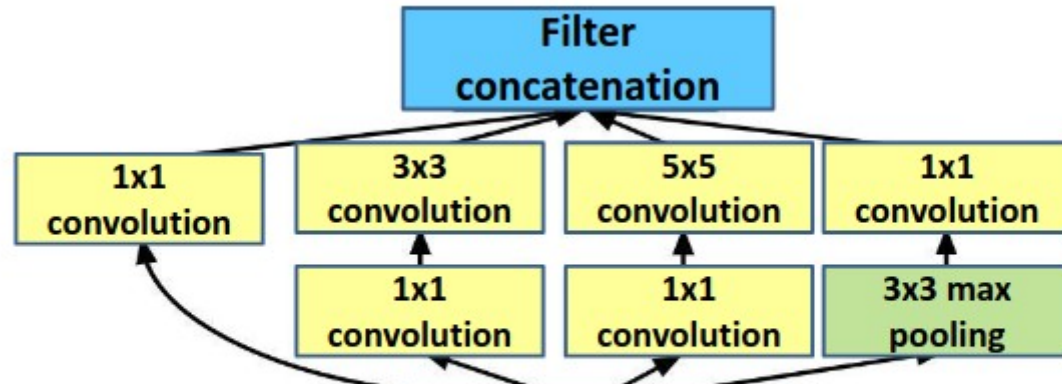 Filter
concatenation
1x1
convolution
3x3
convolution
5x5
convolution
1x1
convolution
1x1
convolution
1x1
convolution
3x3 max
pooling